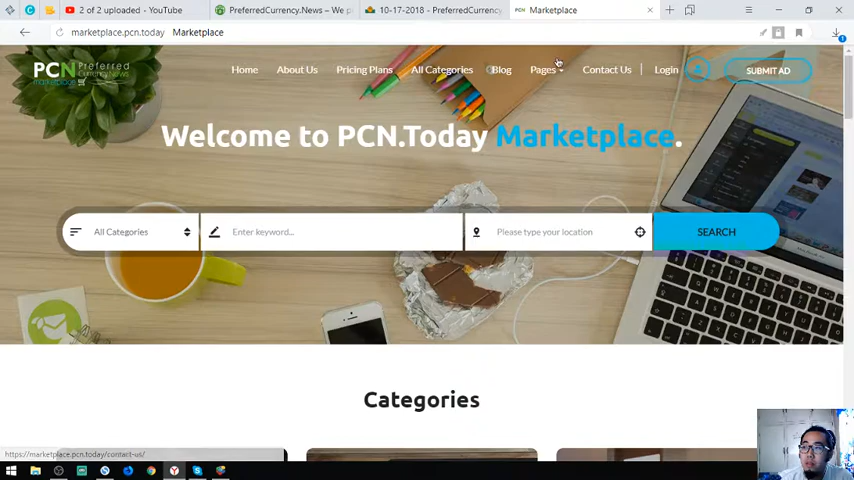 2 of 2 uploaded - YouTube
PreferredCurrency.News – We p
10-17-2018 - PreferredCurrency
PCN Marketplace
marketplace.pcn.today Marketplace
PCN Preferred
Currency News
marketplace
Home
About Us
Pricing Plans
All Categories
Blog
Pages
Contact Us
Login
SUBMIT AD
Welcome to PCN.Today Marketplace.
All Categories
Enter keyword...
Please type your location
SEARCH
Categories
https://marketplace.pcn.today/contact-us/